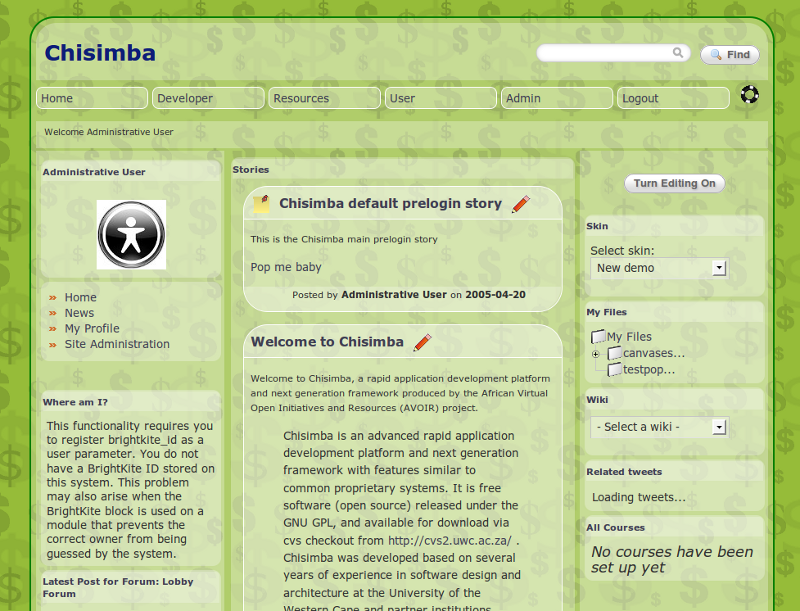 Chisimba
Find
Home
Developer
Resources
User
Admin
Logout
Welcome Administrative User
Administrative User
Home
News
My Profile
Site Administration
Where am I?
This functionality requires you
to register brightkite_id as a
user parameter. You do not
have a BrightKite ID stored on
this system. This problem
may also arise when the
BrightKite block is used on a
module that prevents the
correct owner from being
guessed by the system.
Latest Post for Forum: Lobby
Forum
Stories
Chisimba default prelogin story
This is the Chisimba main prelogin story
Pop me baby
Posted by Administrative User on 2005-04-20
Welcome to Chisimba
Welcome to Chisimba, a rapid application development platform
and next generation framework produced by the African Virtual
Open Initiatives and Resources (AVOIR) project.
Chisimba is an advanced rapid application
development platform and next generation
framework with features similar to
common proprietary systems. It is free
software (open source) released under the
GNU GPL, and available for download via
cvs checkout from http://cvs2.uwc.ac.za/ .
Chisimba was developed based on several
years of experience in software design and
architecture at the University of the
Western Cape and partner institutions
Turn Editing On
Skin
Select skin:
New demo
My Files
My Files
canvases...
testpop...
Wiki
- Select a wiki -
Related tweets
Loading tweets...
All Courses
No courses have been
set up yet